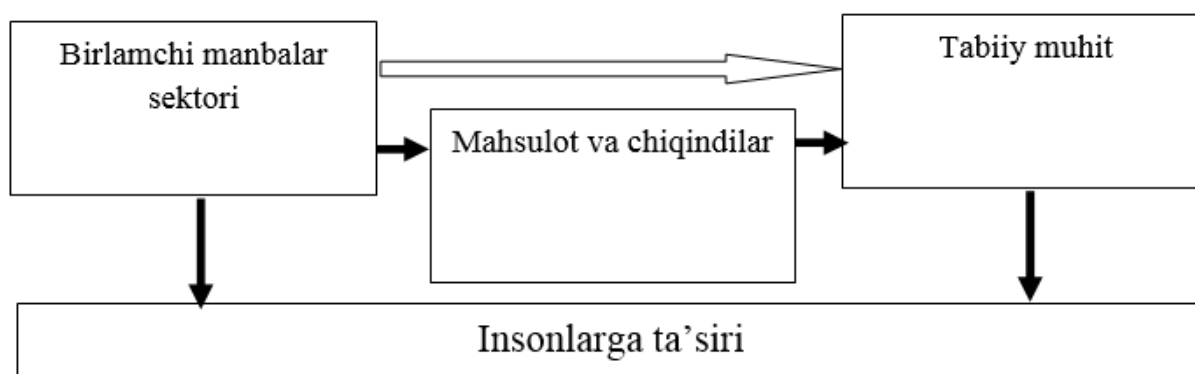 Birlamchi manbalar
sektori
Tabiiy muhit
Mahsulot va chiqindilar
Insonlarga ta’siri